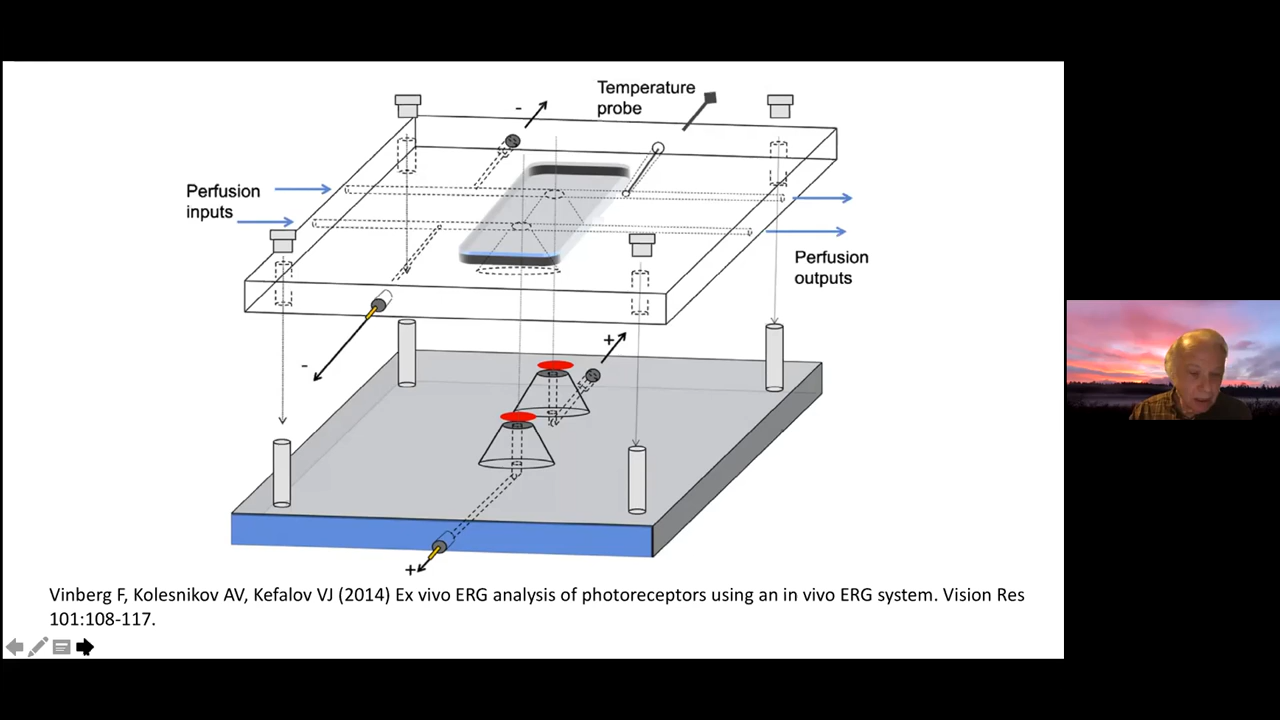 Temperature
probe
-
Perfusion
inputs
Perfusion
outputs
+
-
+
Vinberg F, Kolesnikov AV, Kefalov VJ (2014) Ex vivo ERG analysis of photoreceptors using an in vivo ERG system. Vision Res
101:108-117.